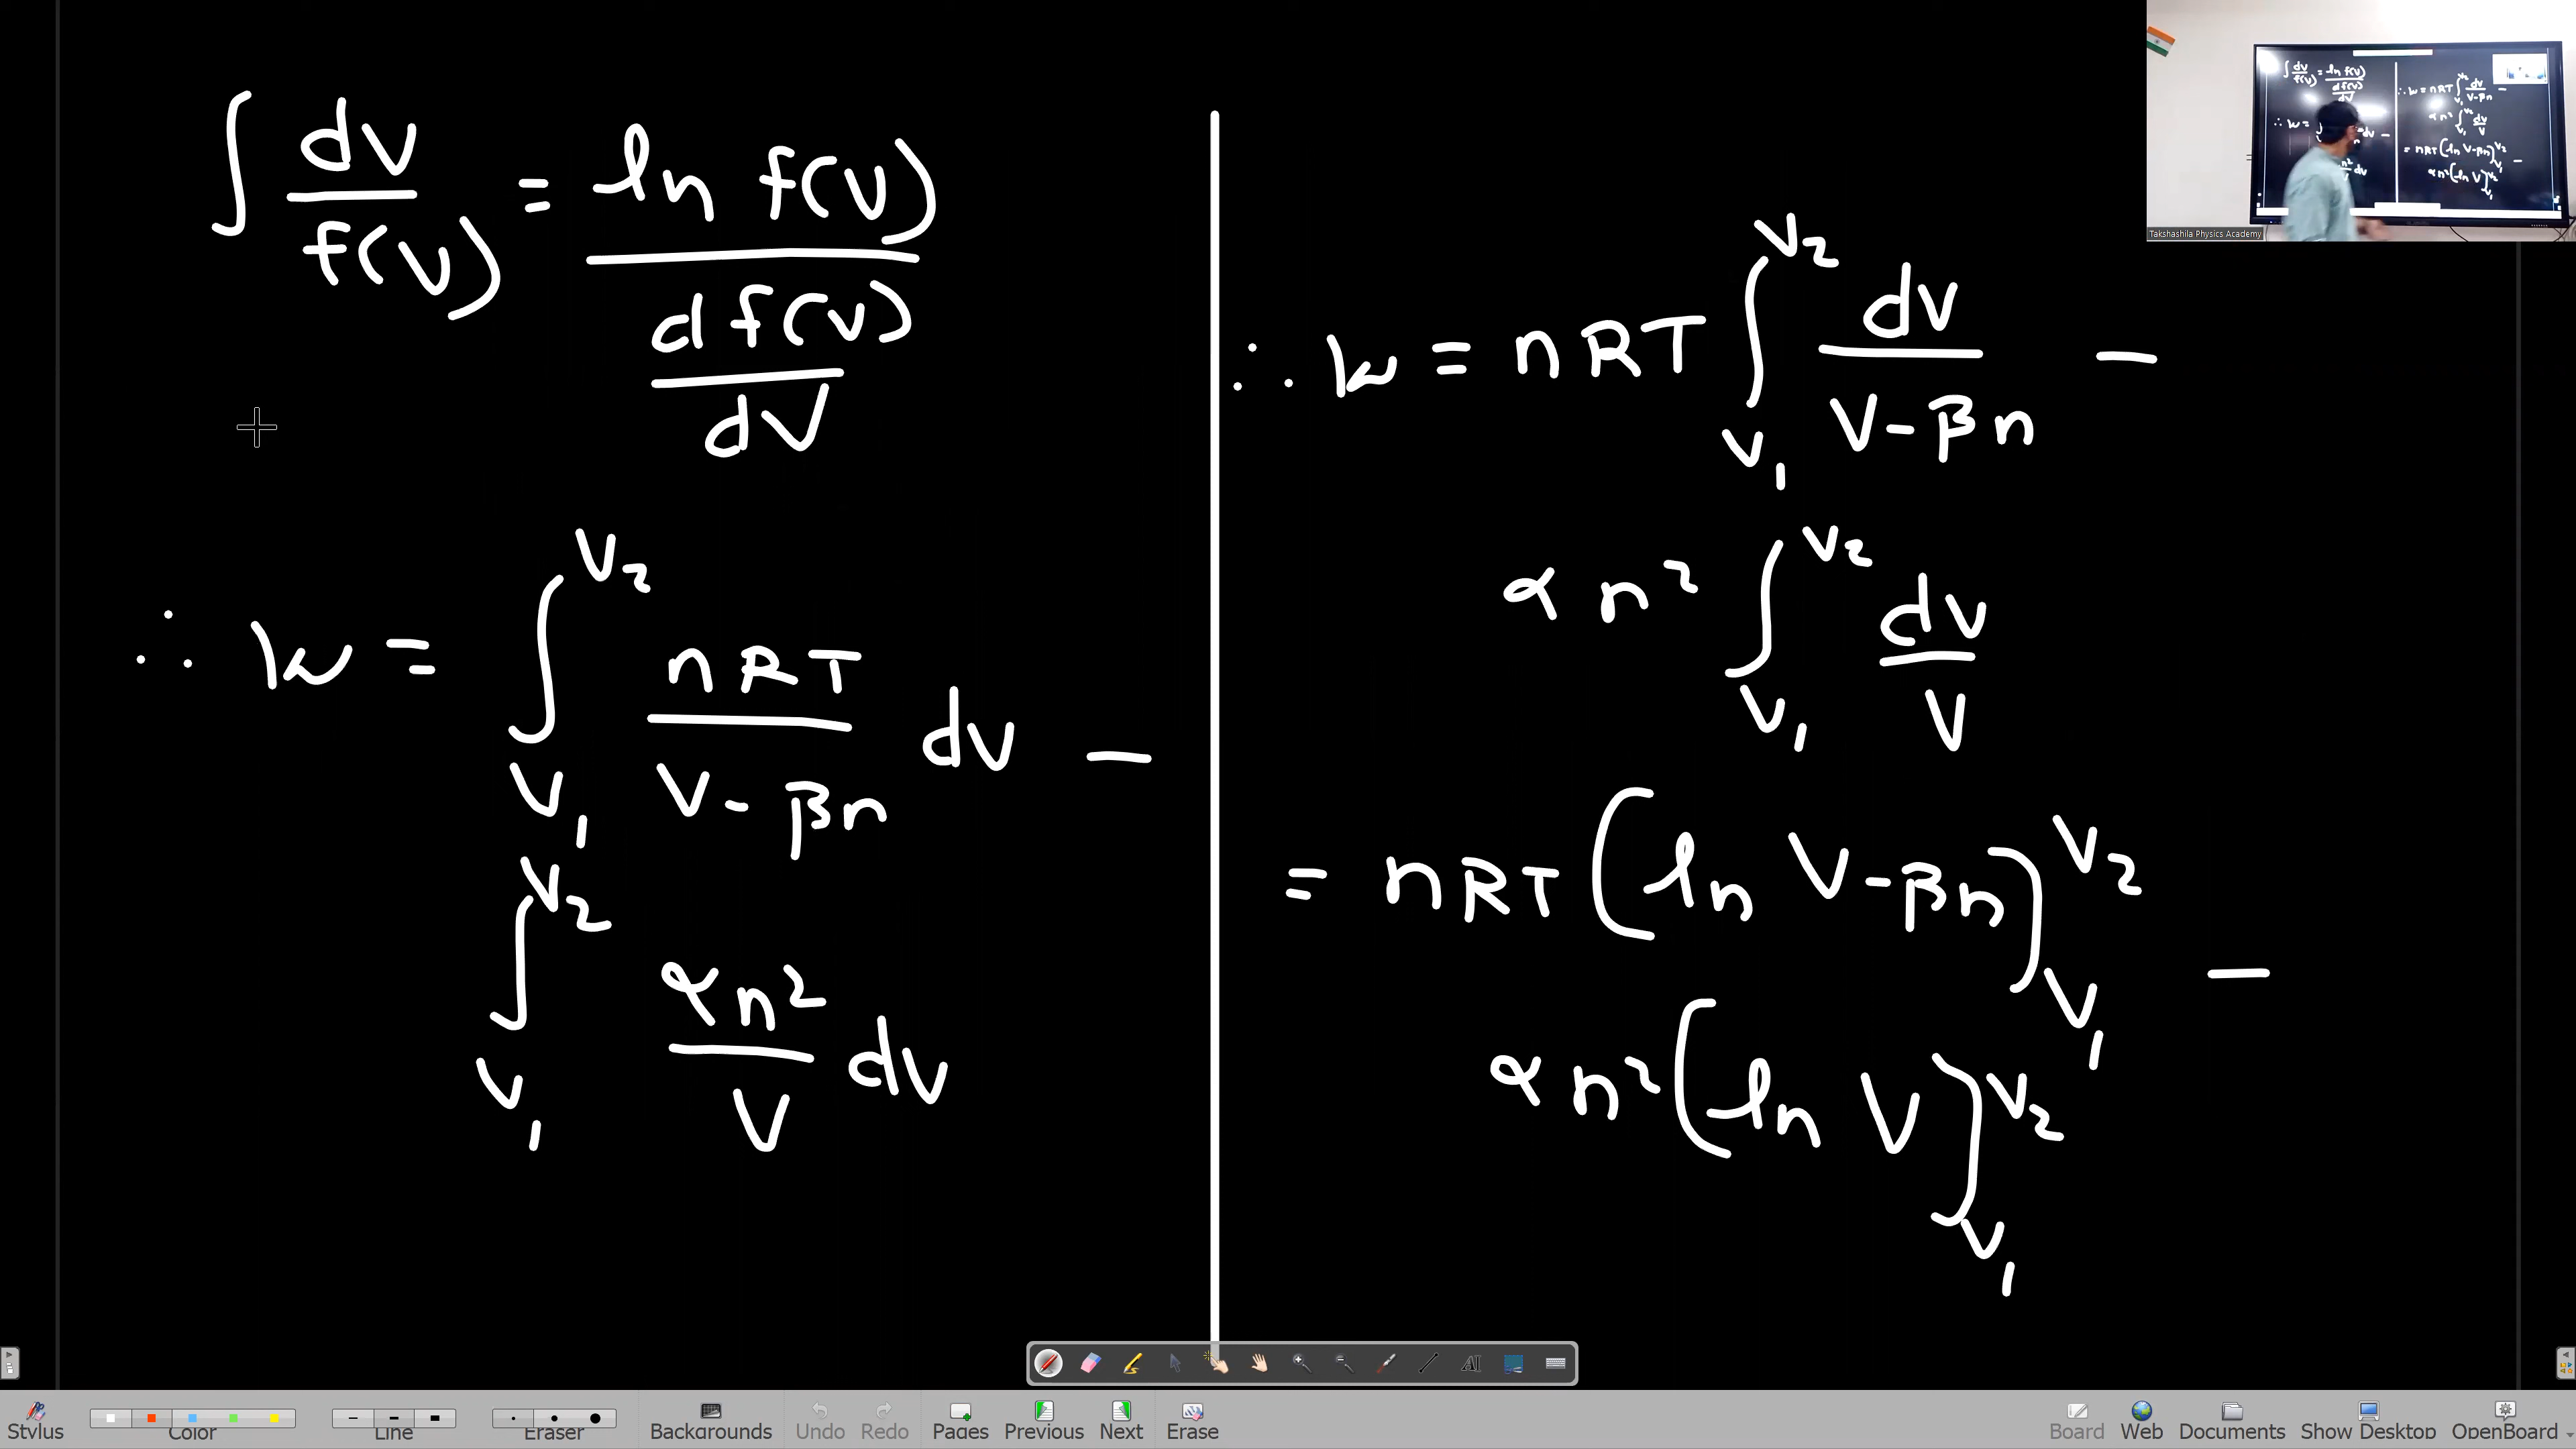 ∫ dV/f(V) = ln f(V) / (d f(V)/dV)
∴ W = ∫_{V1}^{V2} nRT/(V - βn) dV -
∫_{V1}^{V2} αn²/V dV
∴ W = nRT ∫_{V1}^{V2} dV/(V - βn) -
αn² ∫_{V1}^{V2} dV/V
= nRT (ln V - βn)_{V1}^{V2} -
αn² (ln V)_{V1}^{V2}
Takshashila Physics Academy
Stylus Color Line Eraser Backgrounds Undo Redo Pages Previous Next Erase Board Web Documents Show Desktop OpenBoard